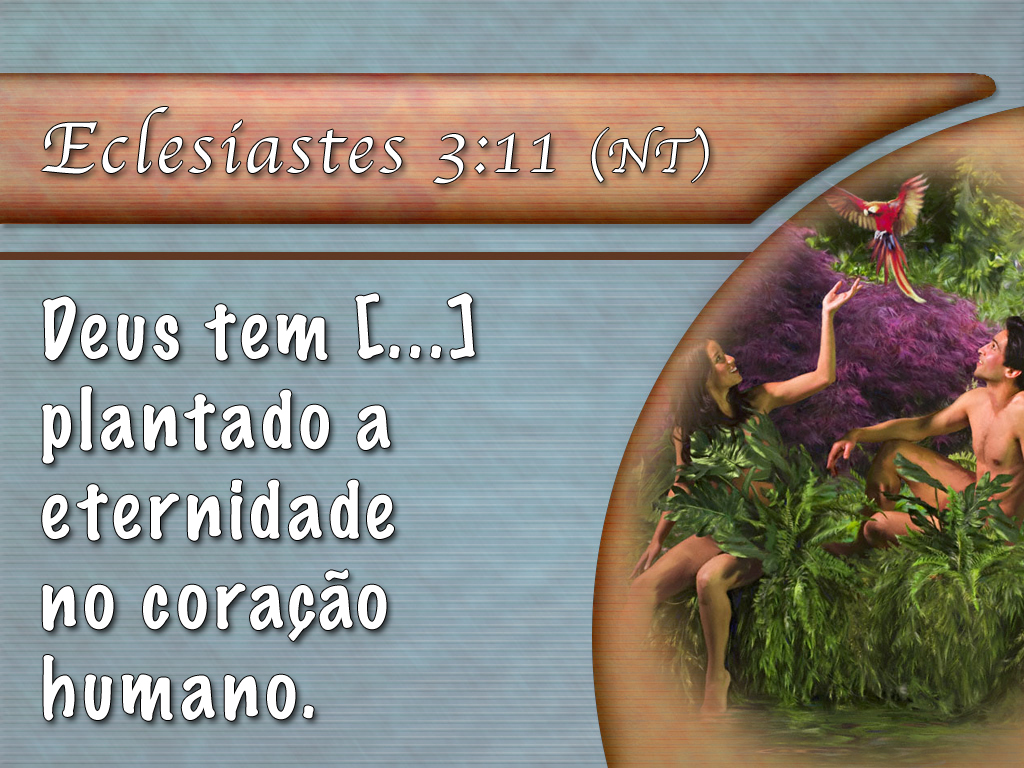 Eclesiastes 3:11 (NT)
Deus tem [...]
plantado a
eternidade
no coração
humano.